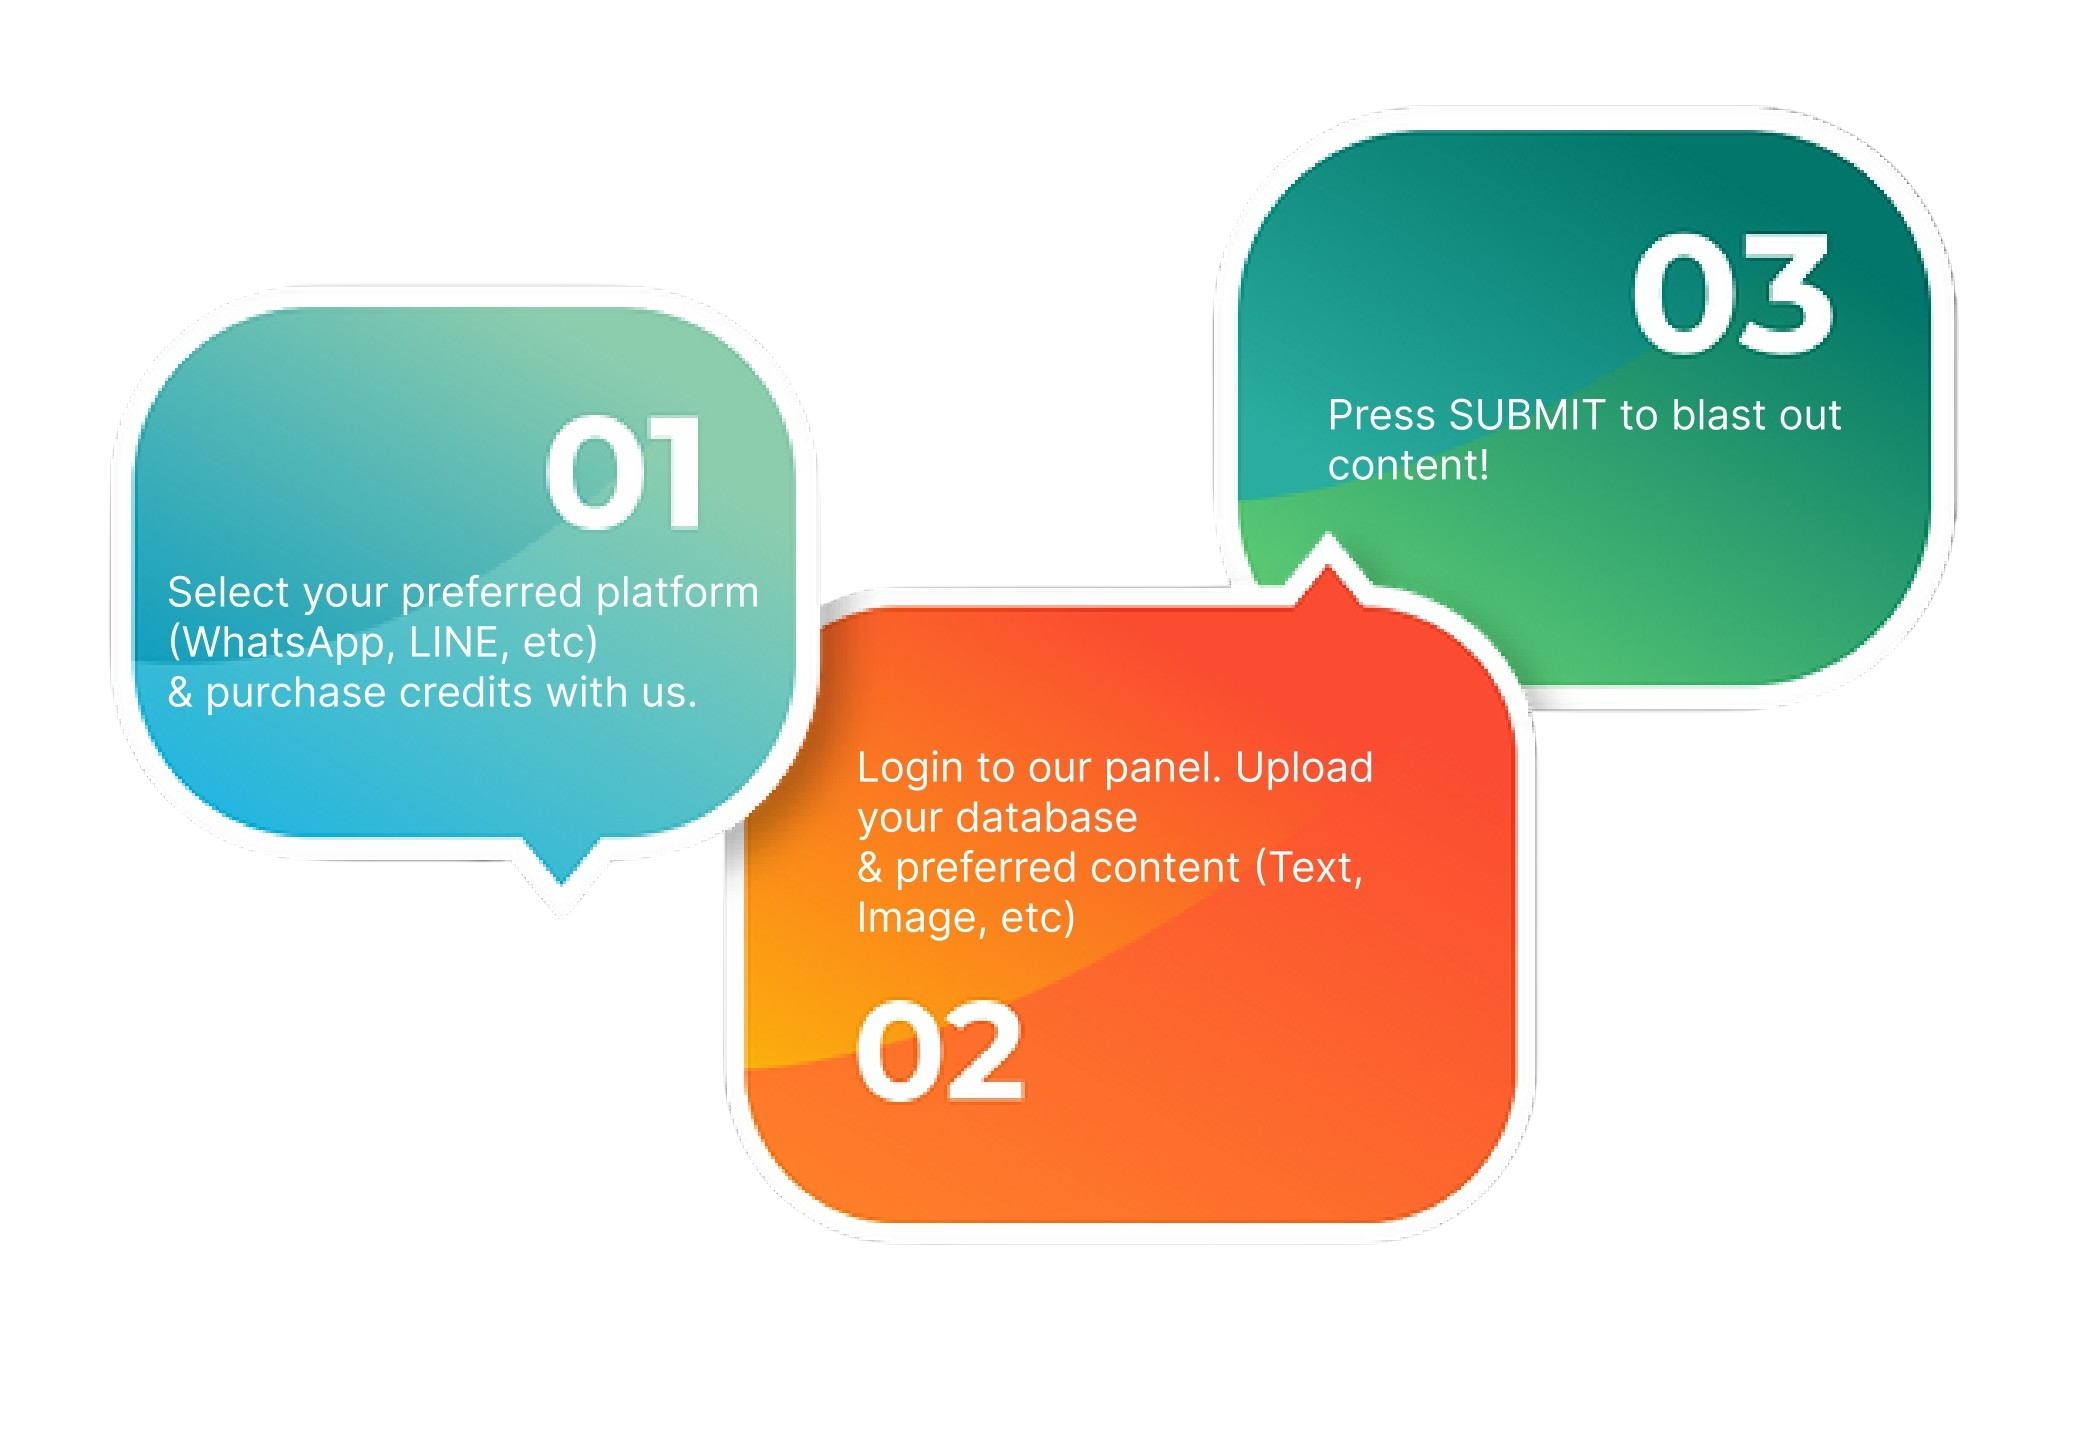 01
Select your preferred platform
(WhatsApp, LINE, etc)
& purchase credits with us.
Login to our panel. Upload
your database
& preferred content (Text,
Image, etc)
02
03
Press SUBMIT to blast out
content!